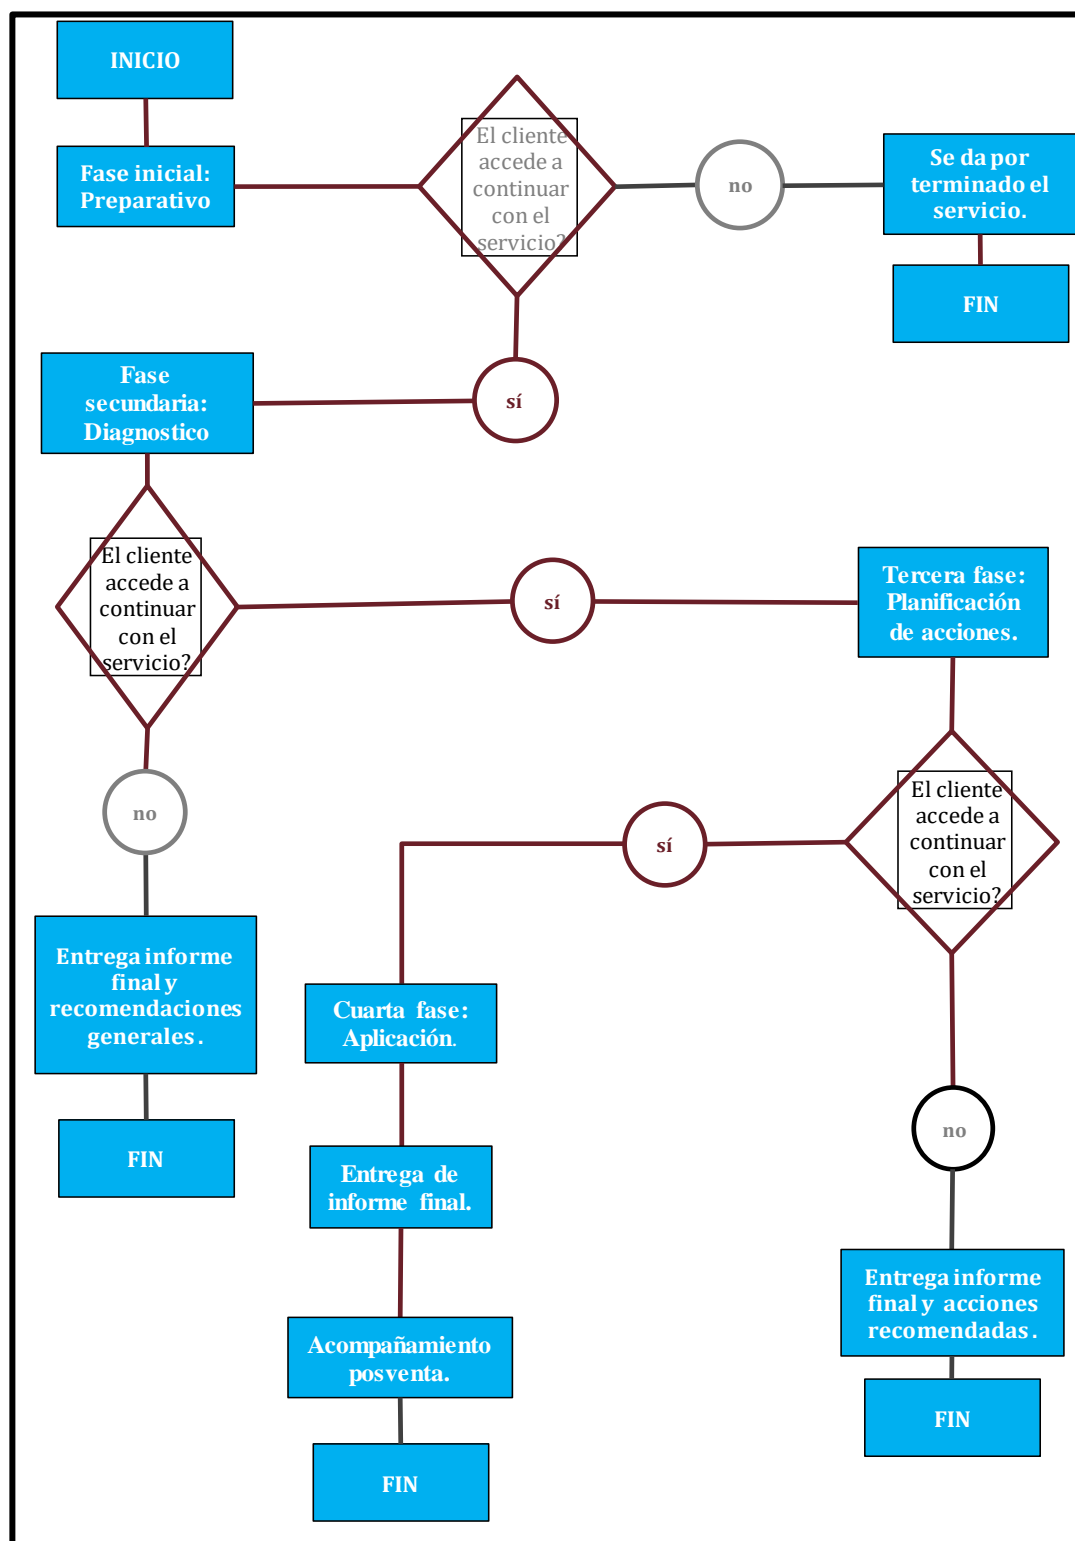 INICIO
Fase inicial:
Preparativo
El cliente
accede a
continuar
con el
servicio?
no
Se da por
terminado el
servicio.
FIN
sí
Fase
secundaria:
Diagnostico
El cliente
accede a
continuar
con el
servicio?
sí
Tercera fase:
Planificación
de acciones.
no
El cliente
accede a
continuar
con el
servicio?
sí
Entrega informe
final y
recomendaciones
generales.
FIN
Cuarta fase:
Aplicación.
Entrega de
informe final.
Acompañamiento
posventa.
FIN
no
Entrega informe
final y acciones
recomendadas.
FIN